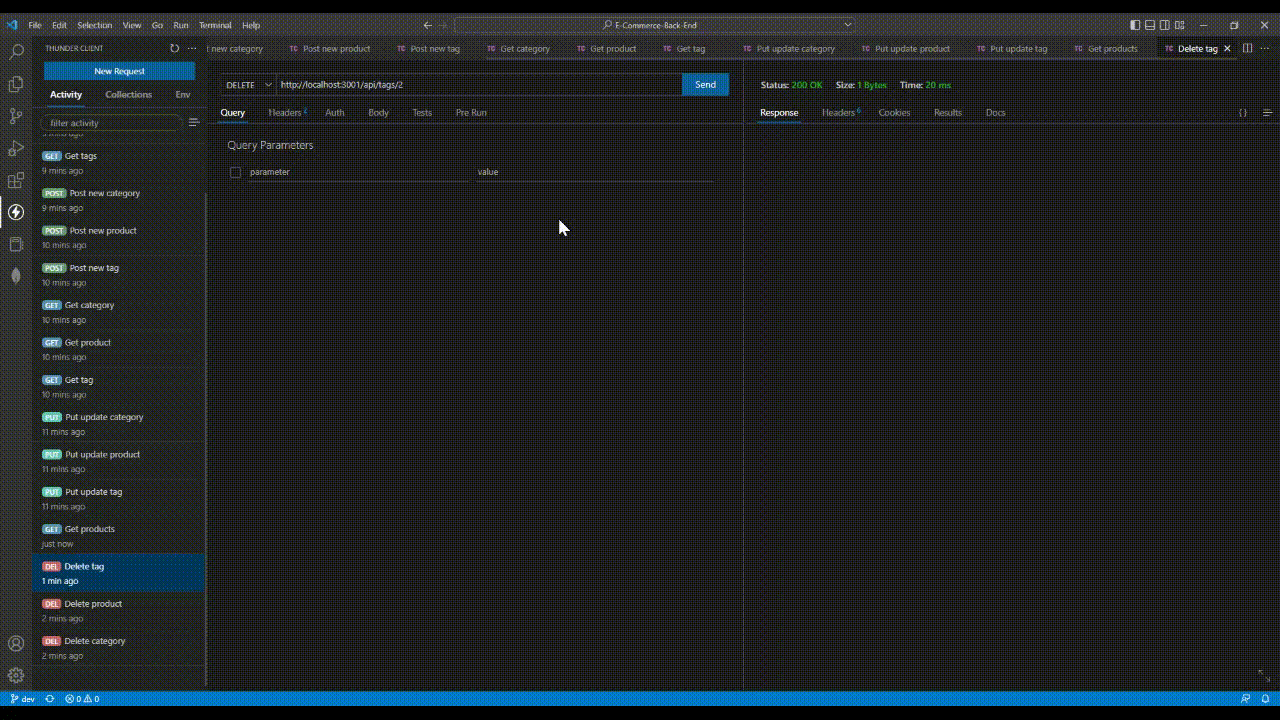 File Edit Selection View Go Run Terminal Help
E-Commerce-Back-End
THUNDER CLIENT
New Request
Activity Collections Env
filter activity
GET Get tags
9 mins ago
POST Post new category
9 mins ago
POST Post new product
10 mins ago
POST Post new tag
10 mins ago
GET Get category
10 mins ago
GET Get product
10 mins ago
GET Get tag
10 mins ago
PUT Put update category
11 mins ago
PUT Put update product
11 mins ago
PUT Put update tag
11 mins ago
GET Get products
just now
DEL Delete tag
1 min ago
DEL Delete product
2 mins ago
DEL Delete category
2 mins ago
new category TC Post new product TC Post new tag TC Get category TC Get product TC Get tag TC Put update category TC Put update product TC Put update tag TC Get products TC Delete tag
DELETE http://localhost:3001/api/tags/2 Send
Query Headers 2 Auth Body Tests Pre Run
Query Parameters
parameter value
Status: 200 OK Size: 1 Bytes Time: 20 ms
Response Headers 6 Cookies Results Docs
{}
dev 0 0